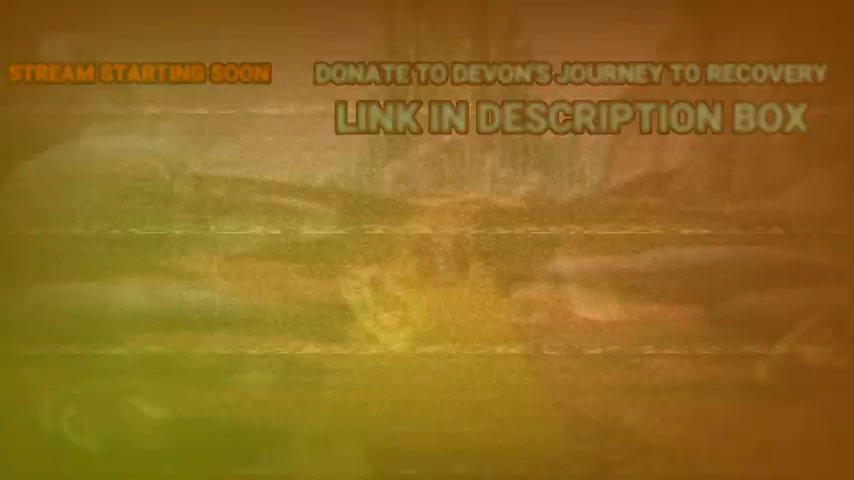 STREAM STARTING SOON
DONATE TO DEVON'S JOURNEY TO RECOVERY
LINK IN DESCRIPTION BOX